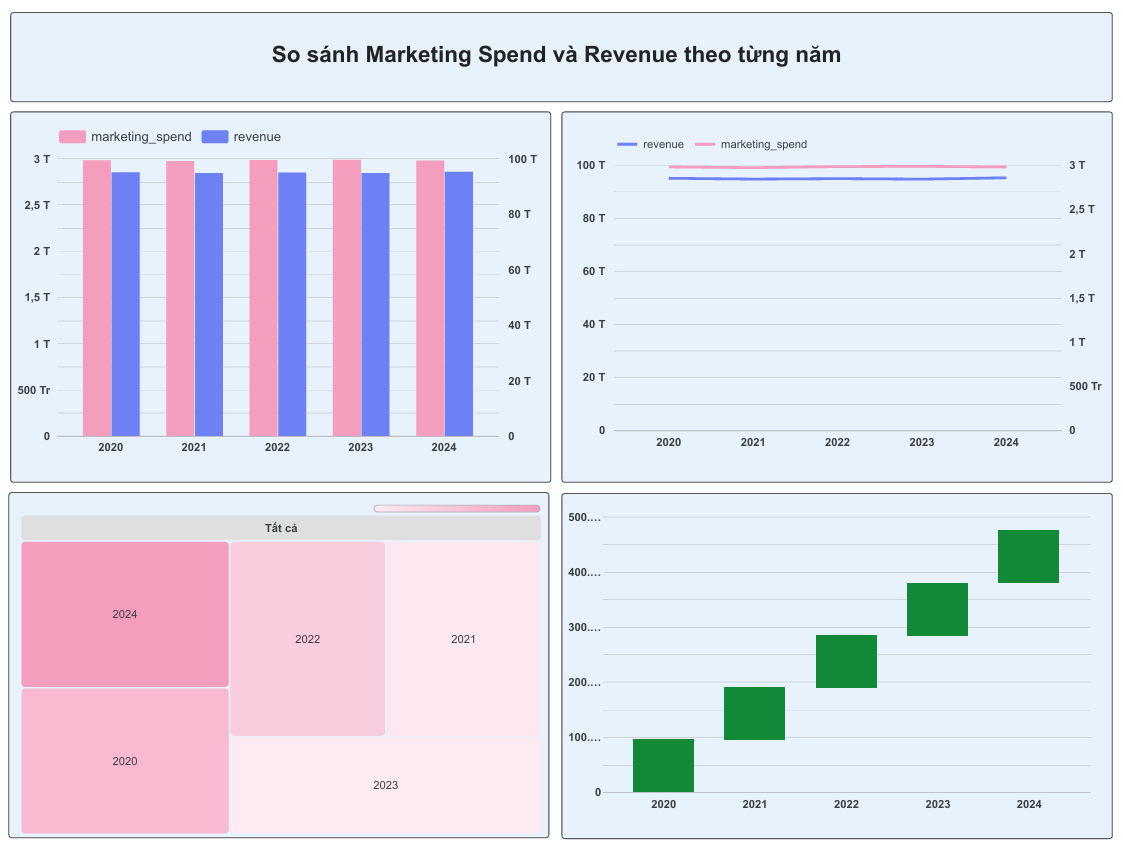 So sánh Marketing Spend và Revenue theo từng năm
marketing_spend revenue
3 T
2,5 T
2 T
1,5 T
1 T
500 Tr
0
100 T
80 T
60 T
40 T
20 T
0
2020 2021 2022 2023 2024
revenue marketing_spend
100 T
80 T
60 T
40 T
20 T
0
3 T
2,5 T
2 T
1,5 T
1 T
500 Tr
0
2020 2021 2022 2023 2024
Tất cả
2024
2022
2021
2020
2023
500....
400....
300....
200....
100....
0
2020 2021 2022 2023 2024